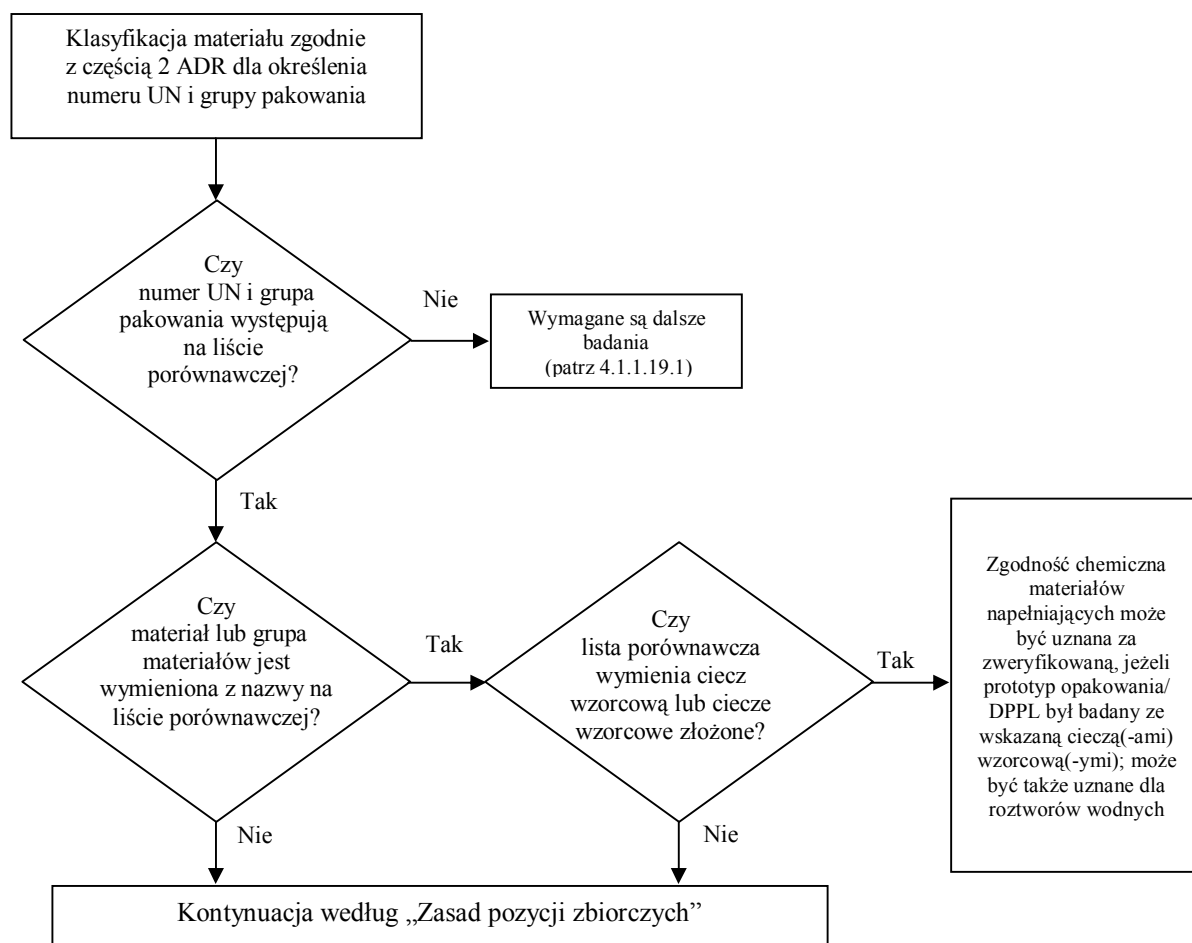 Klasyfikacja materiału zgodnie
z częścią 2 ADR dla określenia
numeru UN i grupy pakowania
Czy
numer UN i grupa
pakowania występują
na liście
porównawczej?
Nie
Wymagane są dalsze
badania
(patrz 4.1.1.19.1)
Tak
Czy
materiał lub grupa
materiałów jest
wymieniona z nazwy na
liście porównawczej?
Tak
Czy
lista porównawcza
wymienia ciecz
wzorcową lub ciecze
wzorcowe złożone?
Tak
Zgodność chemiczna
materiałów
napełniających może
być uznana za
zweryfikowaną, jeżeli
prototyp opakowania/
DPPL był badany ze
wskazaną cieczą(-ami)
wzorcową(-ymi); może
być także uznane dla
roztworów wodnych
Nie
Nie
Kontynuacja według „Zasad pozycji zbiorczych”